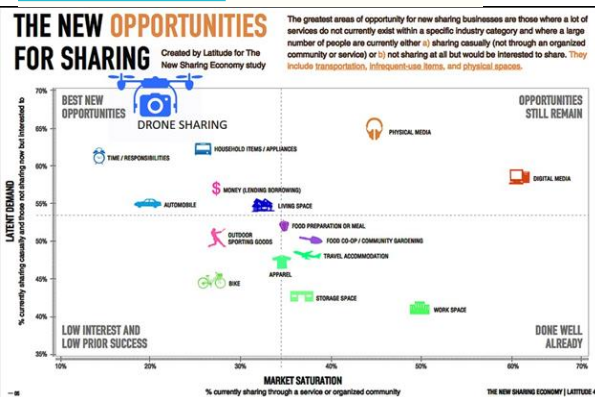 THE NEW OPPORTUNITIES
FOR SHARING
Created by Latitude for The
New Sharing Economy study
The greatest areas of opportunity for new sharing businesses are those where a lot of
services do not currently exist within a specific industry category and where a large
number of people are currently either a) sharing casually (not through an organized
community or service) or b) not sharing at all but would be interested to share. They
include transportation, infrequent-use items, and physical spaces.
LATENT DEMAND
% currently sharing casually and those not sharing now but interested to
70%
65%
60%
55%
50%
45%
40%
35%
BEST NEW
OPPORTUNITIES
OPPORTUNITIES
STILL REMAIN
DRONE SHARING
PHYSICAL MEDIA
HOUSEHOLD ITEMS / APPLIANCES
TIME / RESPONSIBILITIES
DIGITAL MEDIA
$ MONEY (LENDING BORROWING)
AUTOMOBILE
LIVING SPACE
FOOD PREPARATION OR MEAL
OUTDOOR
SPORTING GOODS
FOOD CO-OP / COMMUNITY GARDENING
TRAVEL ACCOMMODATION
APPAREL
BIKE
STORAGE SPACE
WORK SPACE
LOW INTEREST AND
LOW PRIOR SUCCESS
DONE WELL
ALREADY
10%
20%
30%
40%
50%
60%
70%
MARKET SATURATION
% currently sharing through a service or organized community
THE NEW SHARING ECONOMY | LATITUDE